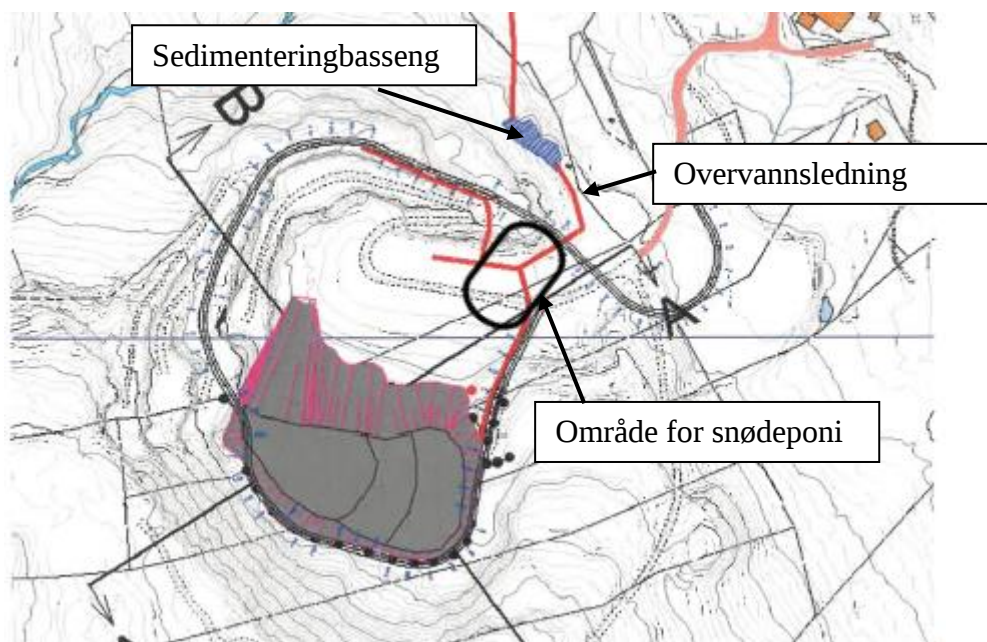 Sedimenteringbasseng
B
Overvannsledning
A
Område for snødeponi